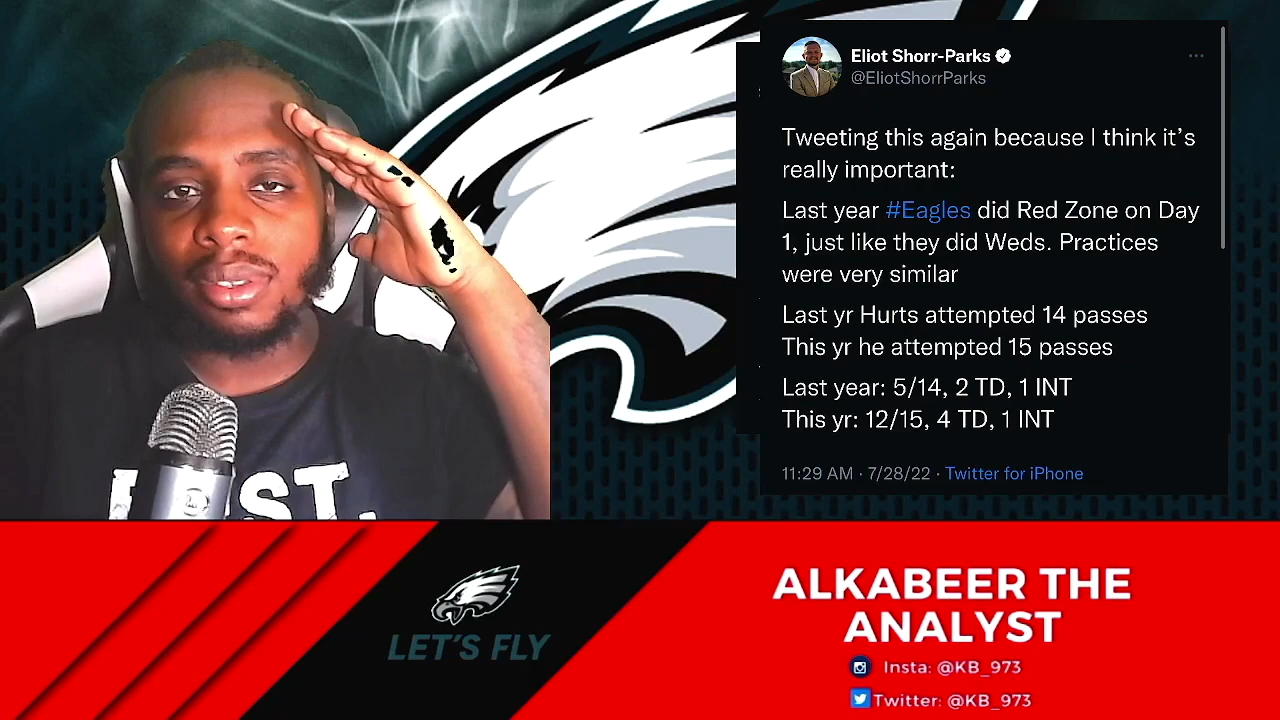 Eliot Shorr-Parks
@EliotShorrParks
Tweeting this again because I think it's
really important:
Last year #Eagles did Red Zone on Day
1, just like they did Weds. Practices
were very similar
Last yr Hurts attempted 14 passes
This yr he attempted 15 passes
Last year: 5/14, 2 TD, 1 INT
This yr: 12/15, 4 TD, 1 INT
11:29 AM · 7/28/22 · Twitter for iPhone
LET'S FLY
ALKABEER THE
ANALYST
Insta: @KB_973
Twitter: @KB_973